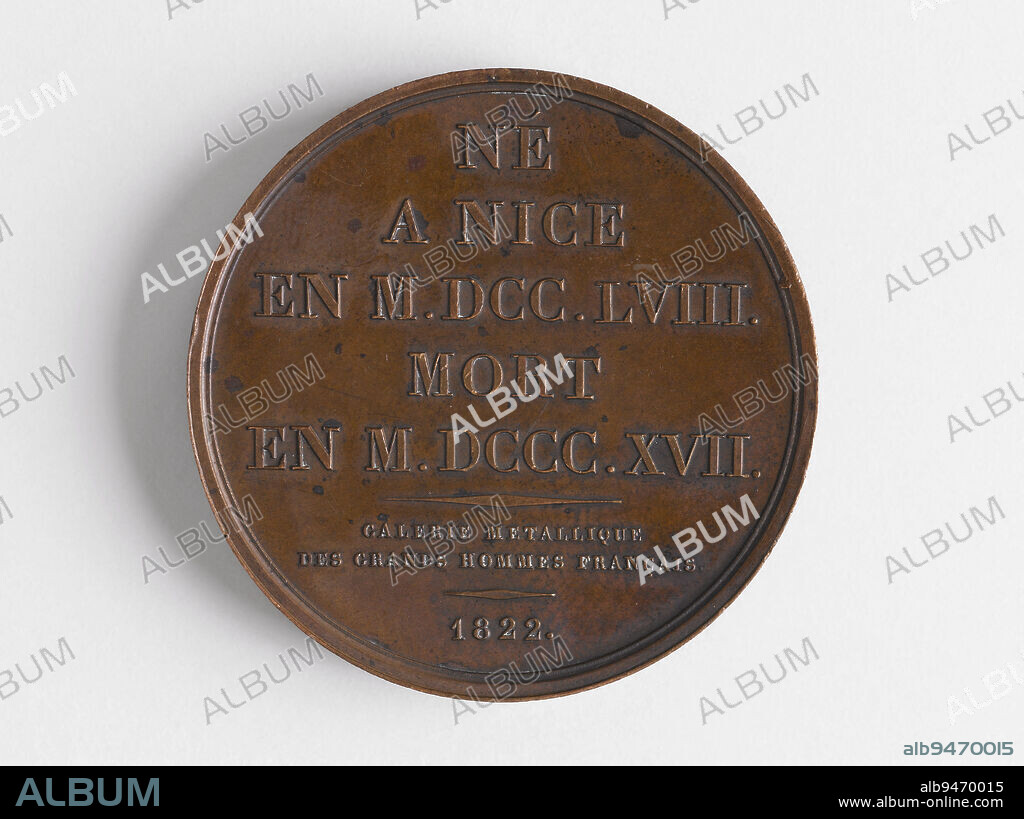 NÉ
A NICE
EN M.DCC.LVIII.
MORT
EN M.DCCC.XVII.
GALERIE METALLIQUE
DES GRANDS HOMMES FRANÇAIS.
1822.
alb9470015
ALBUM
alb9470015
www.album-online.com